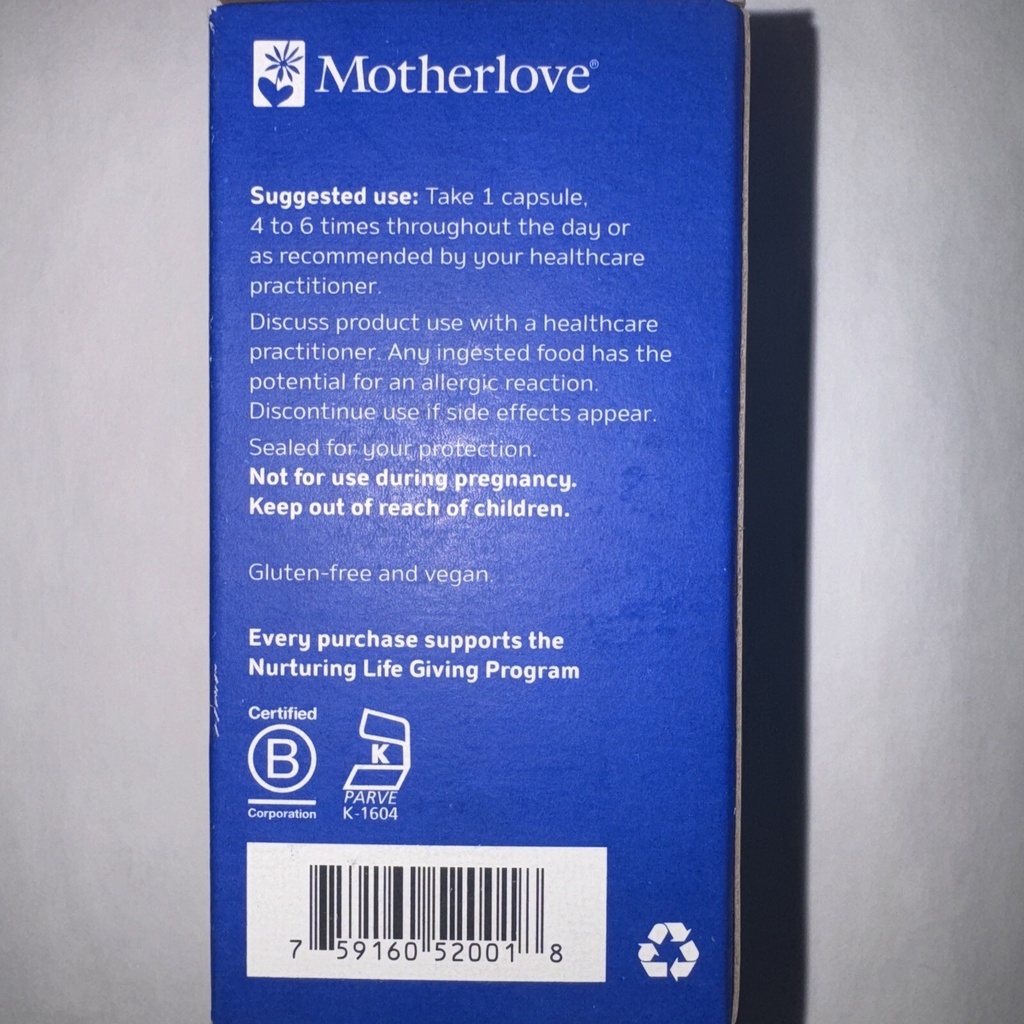 Motherlove®
Suggested use: Take 1 capsule,
4 to 6 times throughout the day or
as recommended by your healthcare
practitioner.
Discuss product use with a healthcare
practitioner. Any ingested food has the
potential for an allergic reaction.
Discontinue use if side effects appear.
Sealed for your protection.
Not for use during pregnancy.
Keep out of reach of children.
Gluten-free and vegan.
Every purchase supports the
Nurturing Life Giving Program
Certified
B
Corporation
K
PARVE
K-1604
7 59160 52001 8